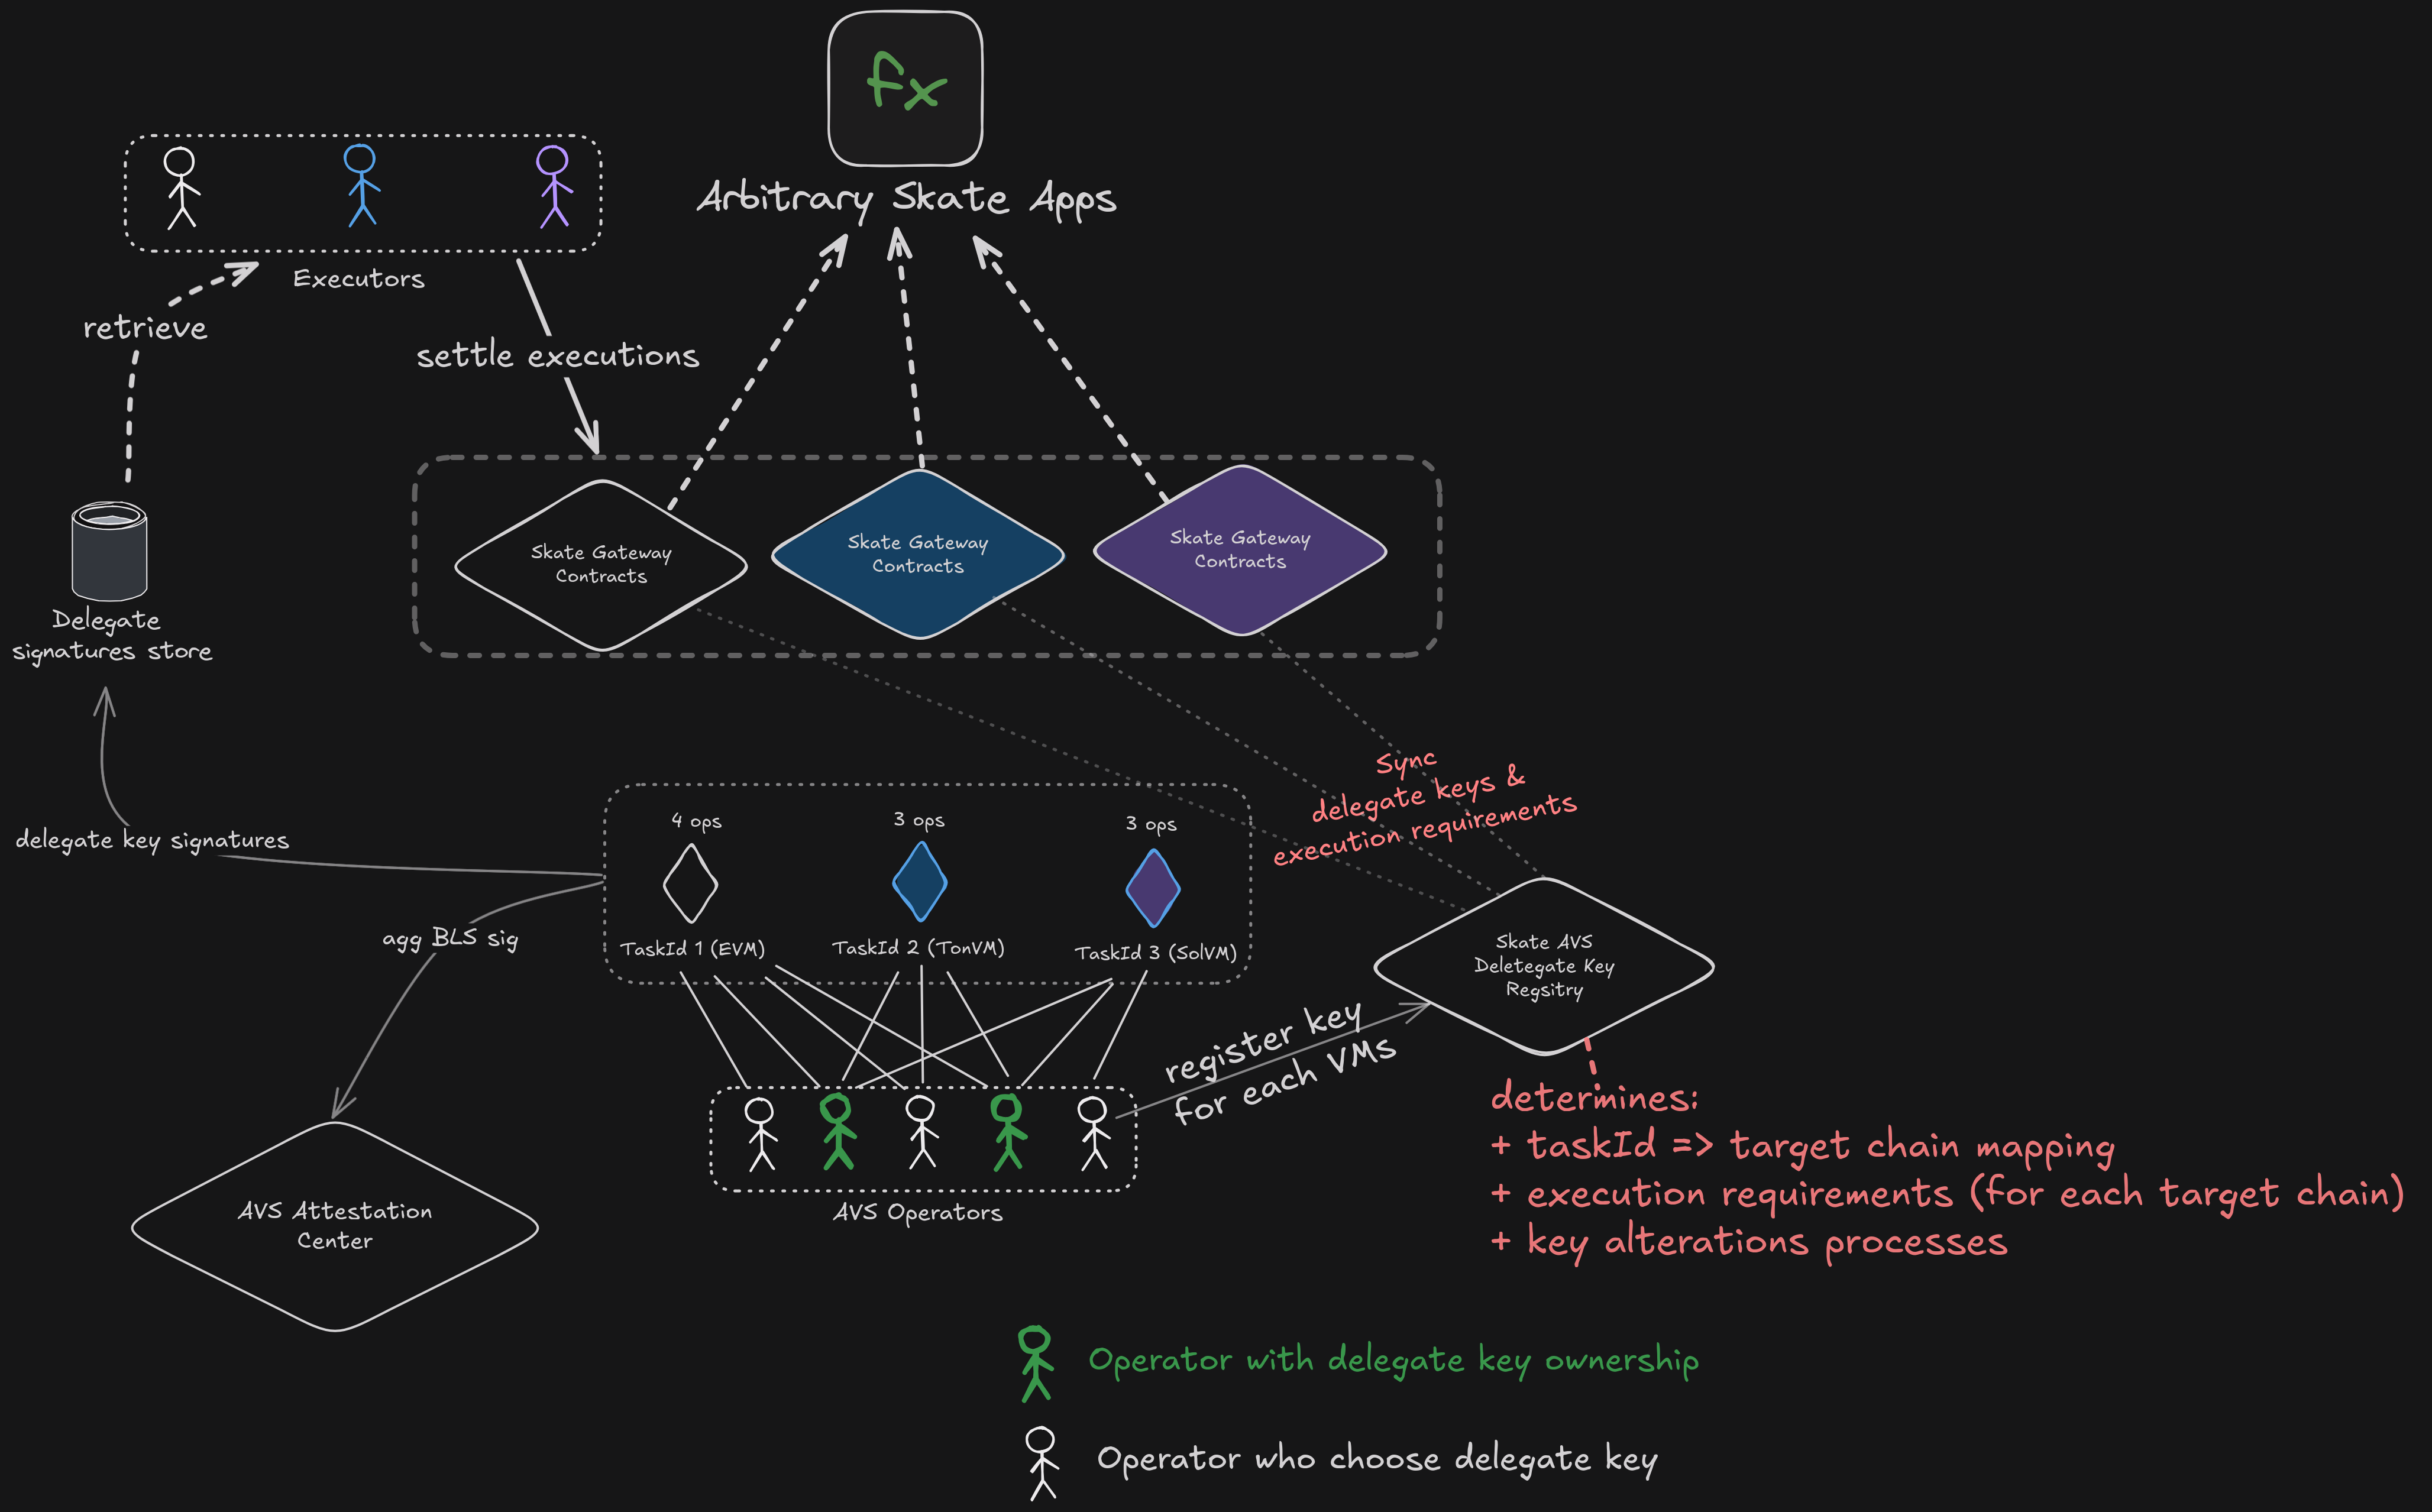 fx
Arbitrary Skate Apps
Executors
retrieve
settle executions
Skate Gateway
Contracts
Skate Gateway
Contracts
Skate Gateway
Contracts
Delegate
signatures store
Sync
delegate keys &
execution requirements
delegate key signatures
4 ops
3 ops
3 ops
agg BLS sig
TaskId 1 (EVM)
TaskId 2 (TonVM)
TaskId 3 (SolVM)
Skate AVS
Deletegate Key
Regsitry
register key
for each VMs
determines:
+ taskId => target chain mapping
+ execution requirements (for each target chain)
+ key alterations processes
AVS Operators
AVS Attestation
Center
Operator with delegate key ownership
Operator who choose delegate key